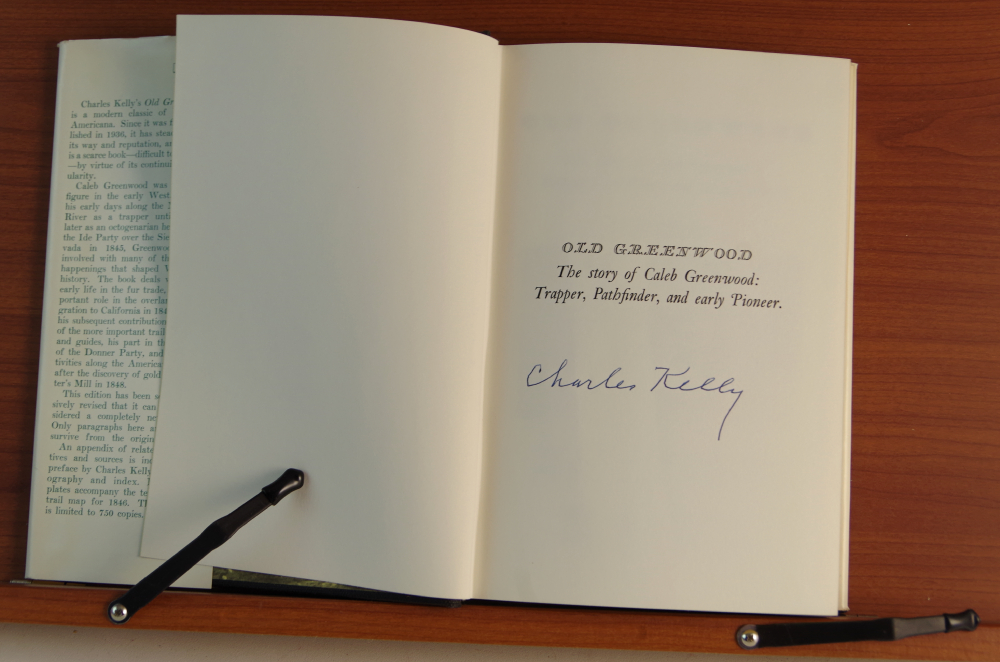 Charles Kelly's Old
is a modern classic of
Americana. Since it was
lished in 1936, it has
its way and reputation,
is a scarce book—difficult
—by virtue of its
ularity.
Caleb Greenwood was
figure in the early
his early days along the
River as a trapper
later as an octogenarian
the Ide Party over the
vada in 1845,
involved with many of
happenings that shaped
history. The book deals
early life in the fur trade,
portant role in the
gration to California in
his subsequent
of the more important trail
and guides, his part in
of the Donner Party, and
tivities along the
after the discovery of gold
ter's Mill in 1848.
This edition has been
sively revised that it can
sidered a completely
Only paragraphs here
survive from the
An appendix of
tives and sources is
preface by Charles Kelly
ography and index.
plates accompany the
trail map for 1846.
is limited to 750 copies.
OLD GREENWOOD
The story of Caleb Greenwood:
Trapper, Pathfinder, and early Pioneer.
Charles Kelly